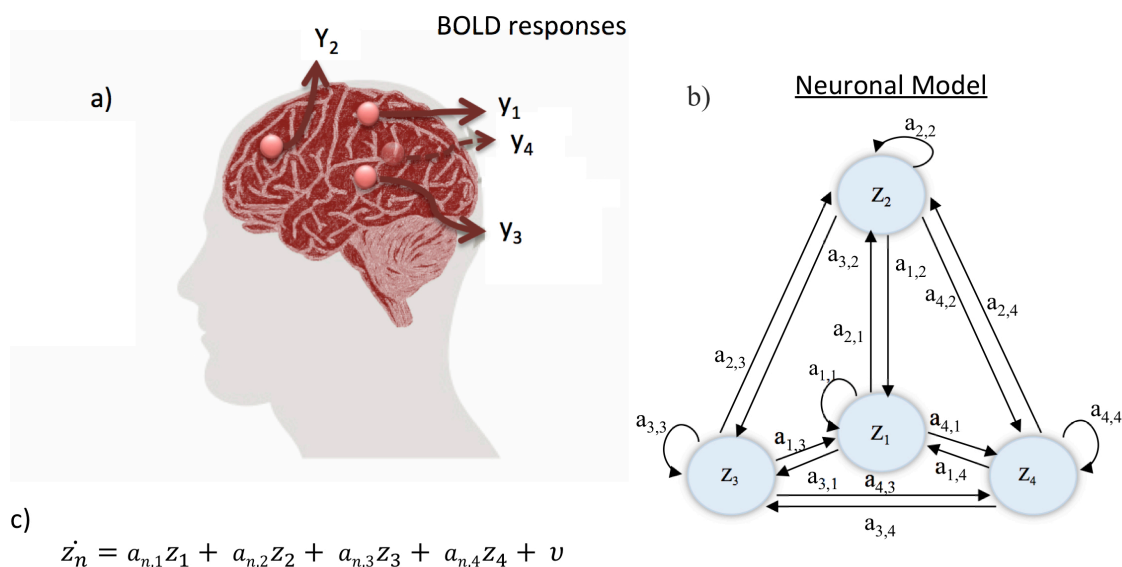 BOLD responses
a)
Y₂
y₁
y₄
y₃
b)
Neuronal Model
a₂,₂
Z₂
a₃,₂
a₁,₂
a₄,₂
a₂,₄
a₂,₃
a₂,₁
a₁,₁
a₃,₃
a₁,₃
Z₁
a₄,₁
a₄,₄
Z₃
a₃,₁
a₄,₃
a₁,₄
Z₄
a₃,₄
c)
żₙ = aₙ,₁z₁ + aₙ,₂z₂ + aₙ,₃z₃ + aₙ,₄z₄ + υ